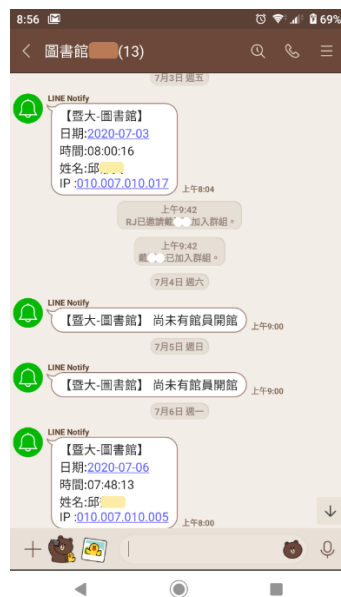 8:56
69%
圖書館 (13)
7月3日 週五
LINE Notify
【暨大-圖書館】
日期:2020-07-03
時間:08:00:16
姓名:邱
IP :010.007.010.017
上午8:04
上午9:42
RJ已邀請戴 加入群組。
上午9:42
戴 已加入群組。
7月4日 週六
LINE Notify
【暨大-圖書館】 尚未有館員開館
上午9:00
7月5日 週日
LINE Notify
【暨大-圖書館】 尚未有館員開館
上午9:00
7月6日 週一
LINE Notify
【暨大-圖書館】
日期:2020-07-06
時間:07:48:13
姓名:邱
IP :010.007.010.005
上午8:00